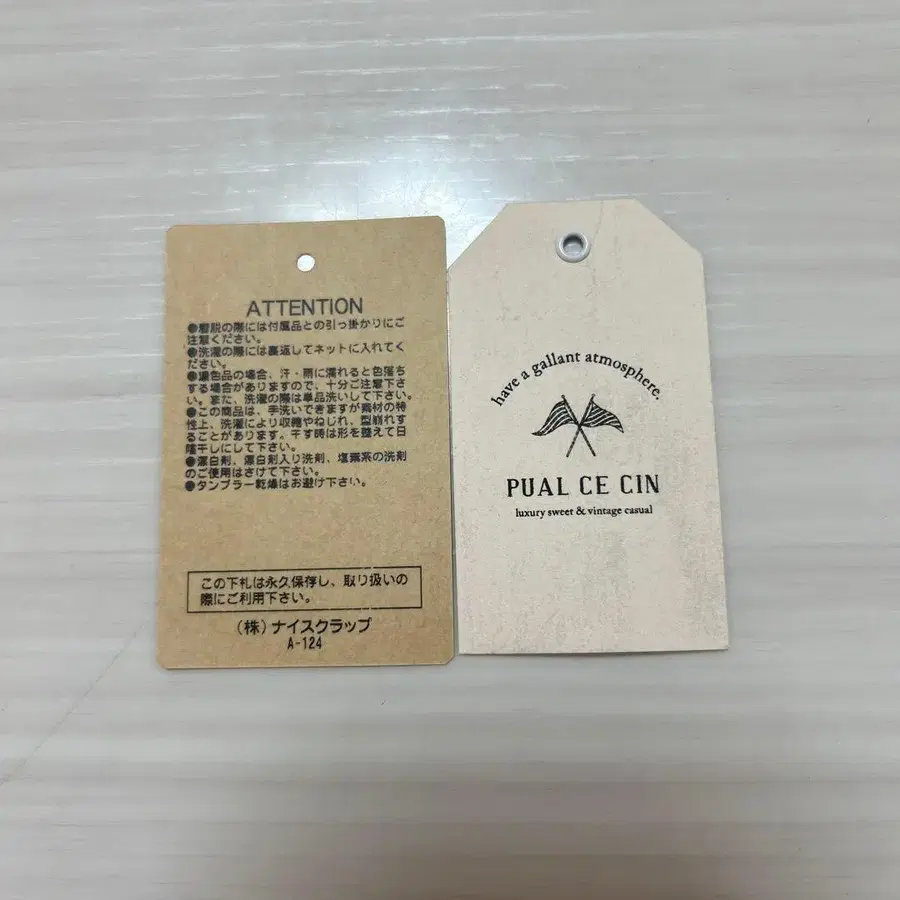 ATTENTION
●着脱の際には付属品との引っ掛かりにご
注意ください。
●洗濯の際には裏返してネットに入れてく
ださい。
●濃色品の場合、汗・雨に濡れると色落ち
する場合がありますので、十分ご注意下さ
い。また、洗濯の際は単品洗いして下さい。
●この商品は、手洗いできますが素材の特
性上、洗濯により収縮やねじれ、型崩れす
ることがあります。干す時は形を整えて日
陰干しにして下さい。
●漂白剤、漂白剤入り洗剤、塩素系の洗剤
のご使用はさけて下さい。
●タンブラー乾燥はお避け下さい。
この下札は永久保存し、取り扱いの
際にご利用下さい。
(株)ナイスクラップ
A-124
have a gallant atmosphere.
PUAL CE CIN
luxury sweet & vintage casual